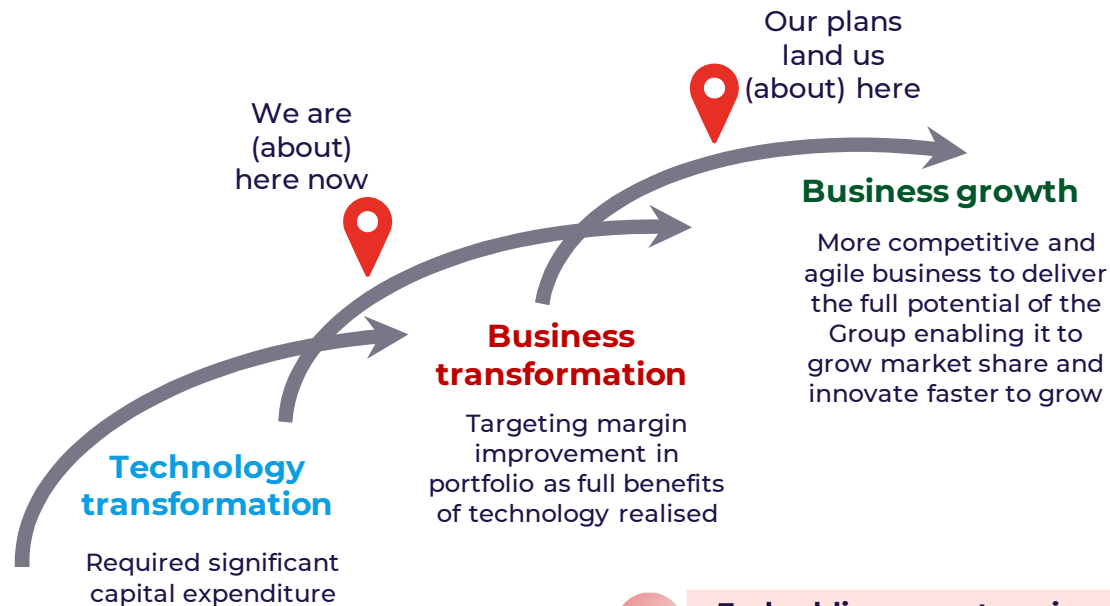 Our plans
land us
(about) here
We are
(about)
here now
Business growth
More competitive and
agile business to deliver
the full potential of the
Group enabling it to
grow market share and
innovate faster to grow
Business
transformation
Targeting margin
improvement in
portfolio as full benefits
of technology realised
Technology
transformation
Required significant
capital expenditure